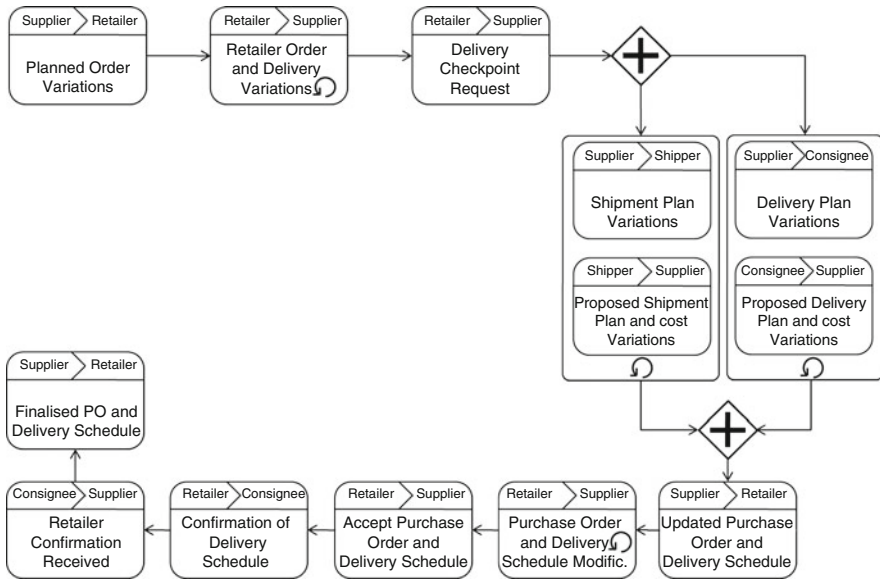 Supplier Retailer
Planned Order
Variations
Retailer Supplier
Retailer Order
and Delivery
Variations
Retailer Supplier
Delivery
Checkpoint
Request
Supplier Shipper
Shipment Plan
Variations
Supplier Consignee
Delivery Plan
Variations
Shipper Supplier
Proposed Shipment
Plan and cost
Variations
Consignee Supplier
Proposed Delivery
Plan and cost
Variations
Supplier Retailer
Updated Purchase
Order and
Delivery Schedule
Retailer Supplier
Purchase Order
and Delivery
Schedule Modific.
Retailer Supplier
Accept Purchase
Order and
Delivery Schedule
Retailer Consignee
Confirmation of
Delivery
Schedule
Consignee Supplier
Retailer
Confirmation
Received
Supplier Retailer
Finalised PO and
Delivery Schedule